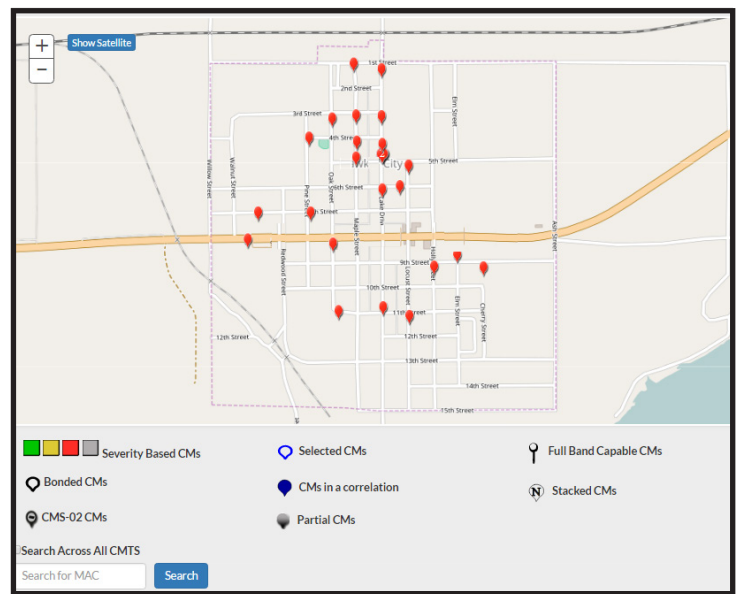 +
Show Satellite
−
1st Street
2nd Street
Elm Street
3rd Street
4th Street
5th Street
City
Willow Street
Walnut Street
Pine Street
Oak Street
Street
Lake Drive
Maple Street
Ash Street
Redwood Street
9th Street
Locust Street
10th Street
11th Street
Elm Street
Cherry Street
12th Street
12th Street
13th Street
14th Street
15th Street
Severity Based CMs
Selected CMs
Full Band Capable CMs
Bonded CMs
CMs in a correlation
N
Stacked CMs
CMS-02 CMs
Partial CMs
Search Across All CMTS
Search for MAC
Search